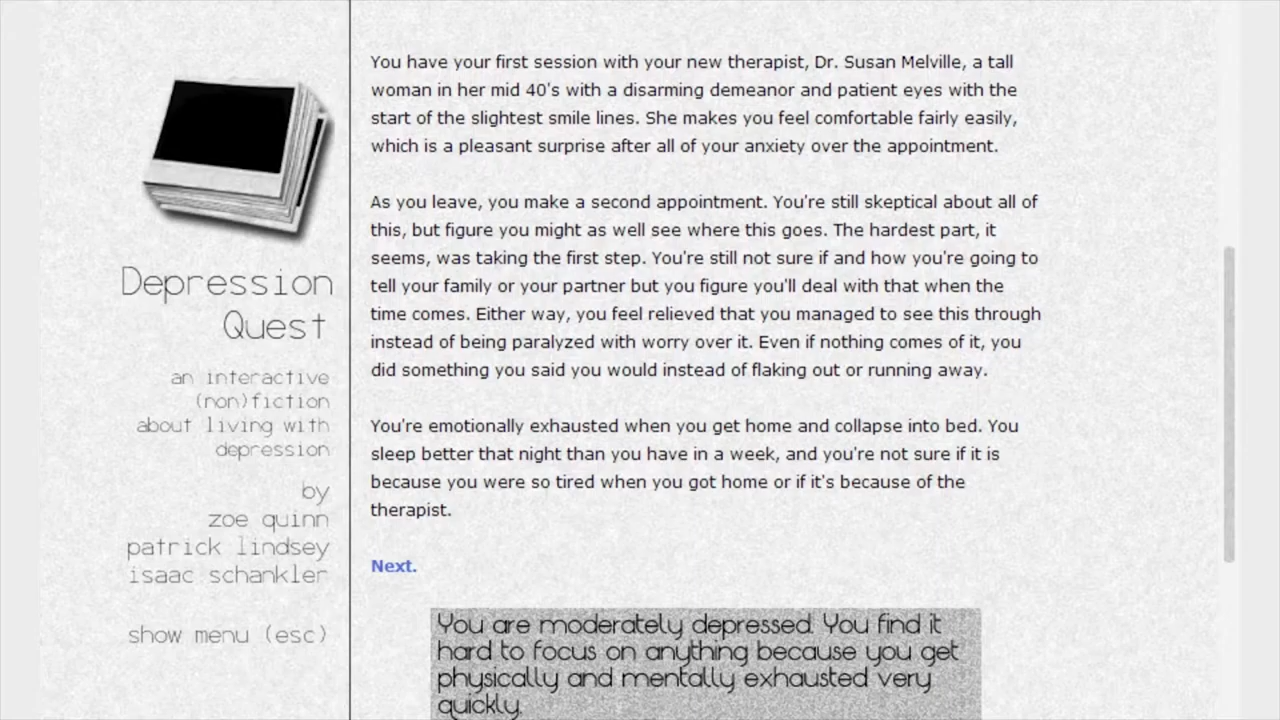 Depression
Quest
an interactive
(non)fiction
about living with
depression
by
zoe quinn
patrick lindsey
isaac schankler
show menu (esc)
You have your first session with your new therapist, Dr. Susan Melville, a tall
woman in her mid 40's with a disarming demeanor and patient eyes with the
start of the slightest smile lines. She makes you feel comfortable fairly easily,
which is a pleasant surprise after all of your anxiety over the appointment.
As you leave, you make a second appointment. You're still skeptical about all of
this, but figure you might as well see where this goes. The hardest part, it
seems, was taking the first step. You're still not sure if and how you're going to
tell your family or your partner but you figure you'll deal with that when the
time comes. Either way, you feel relieved that you managed to see this through
instead of being paralyzed with worry over it. Even if nothing comes of it, you
did something you said you would instead of flaking out or running away.
You're emotionally exhausted when you get home and collapse into bed. You
sleep better that night than you have in a week, and you're not sure if it is
because you were so tired when you got home or if it's because of the
therapist.
Next.
You are moderately depressed. You find it
hard to focus on anything because you get
physically and mentally exhausted very
quickly.